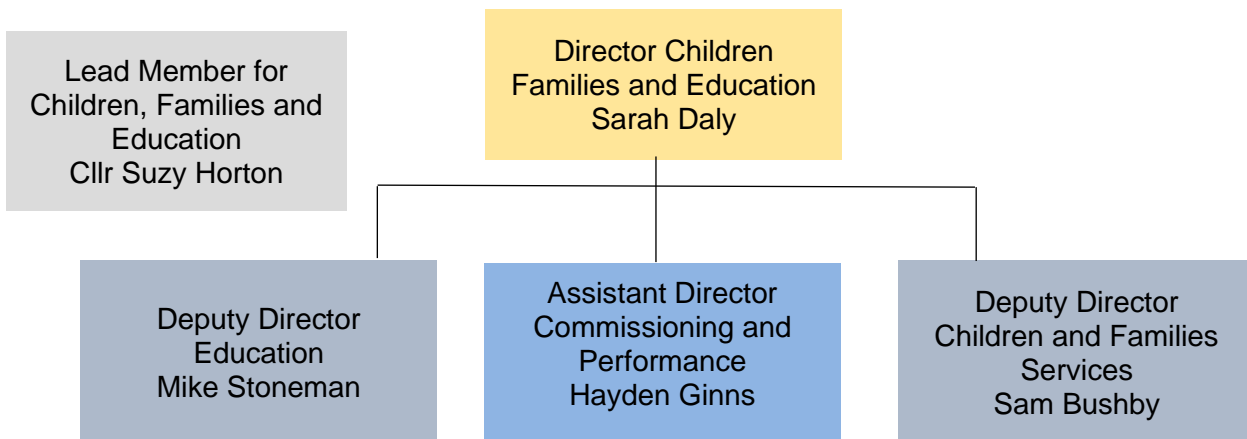 Lead Member for
Children, Families and
Education
Cllr Suzy Horton
Director Children
Families and Education
Sarah Daly
Deputy Director
Education
Mike Stoneman
Assistant Director
Commissioning and
Performance
Hayden Ginns
Deputy Director
Children and Families
Services
Sam Bushby